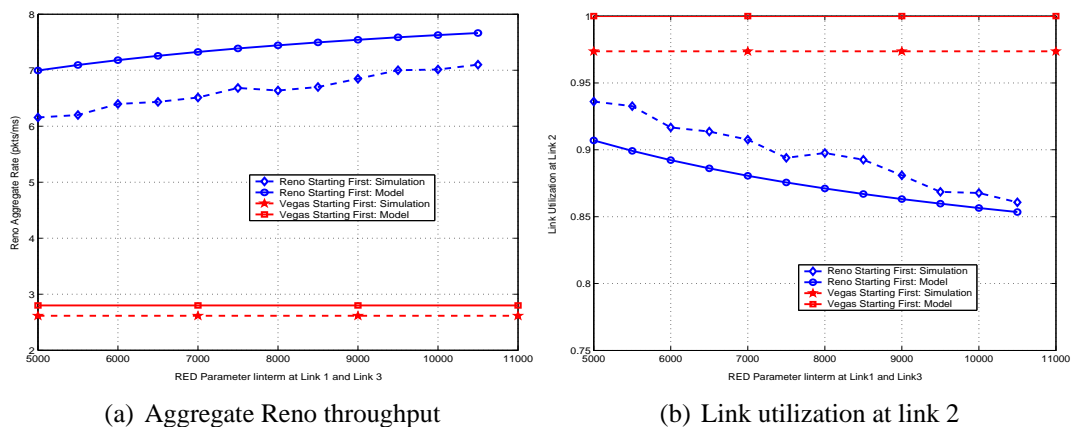 8
7
6
5
4
3
2
Reno Aggregate Rate (pkts/ms)
Reno Starting First: Simulation
Reno Starting First: Model
Vegas Starting First: Simulation
Vegas Starting First: Model
5000 6000 7000 8000 9000 10000 11000
RED Parameter linterm at Link 1 and Link 3
(a) Aggregate Reno throughput
1
0.95
0.9
0.85
0.8
0.75
Link Utilization at Link 2
Reno Starting First: Simulation
Reno Starting First: Model
Vegas Starting First: Simulation
Vegas Starting First: Model
5000 6000 7000 8000 9000 10000 11000
RED Parameter linterm at Link1 and Link3
(b) Link utilization at link 2